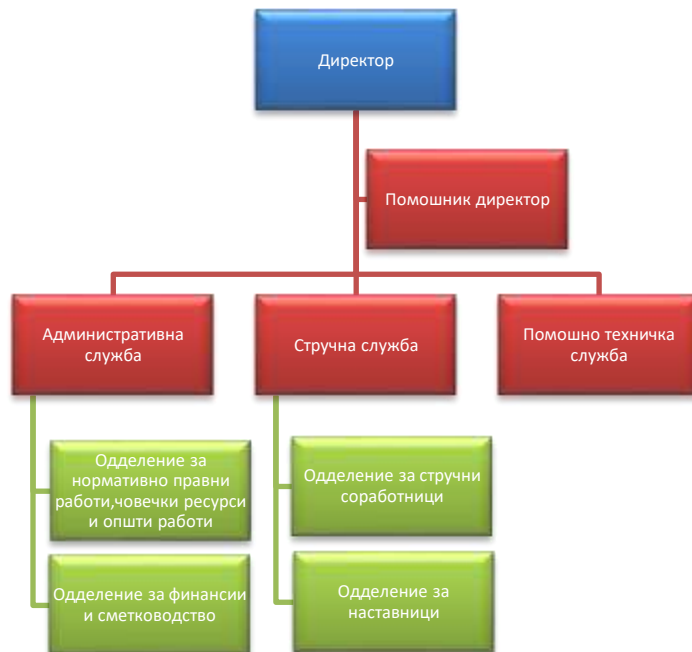 Директор
Помошник директор
Административна
служба
Стручна служба
Помошно техничка
служба
Одделение за
нормативно правни
работи,човечки ресурси
и општи работи
Одделение за стручни
соработници
Одделение за финансии
и сметководство
Одделение за
наставници